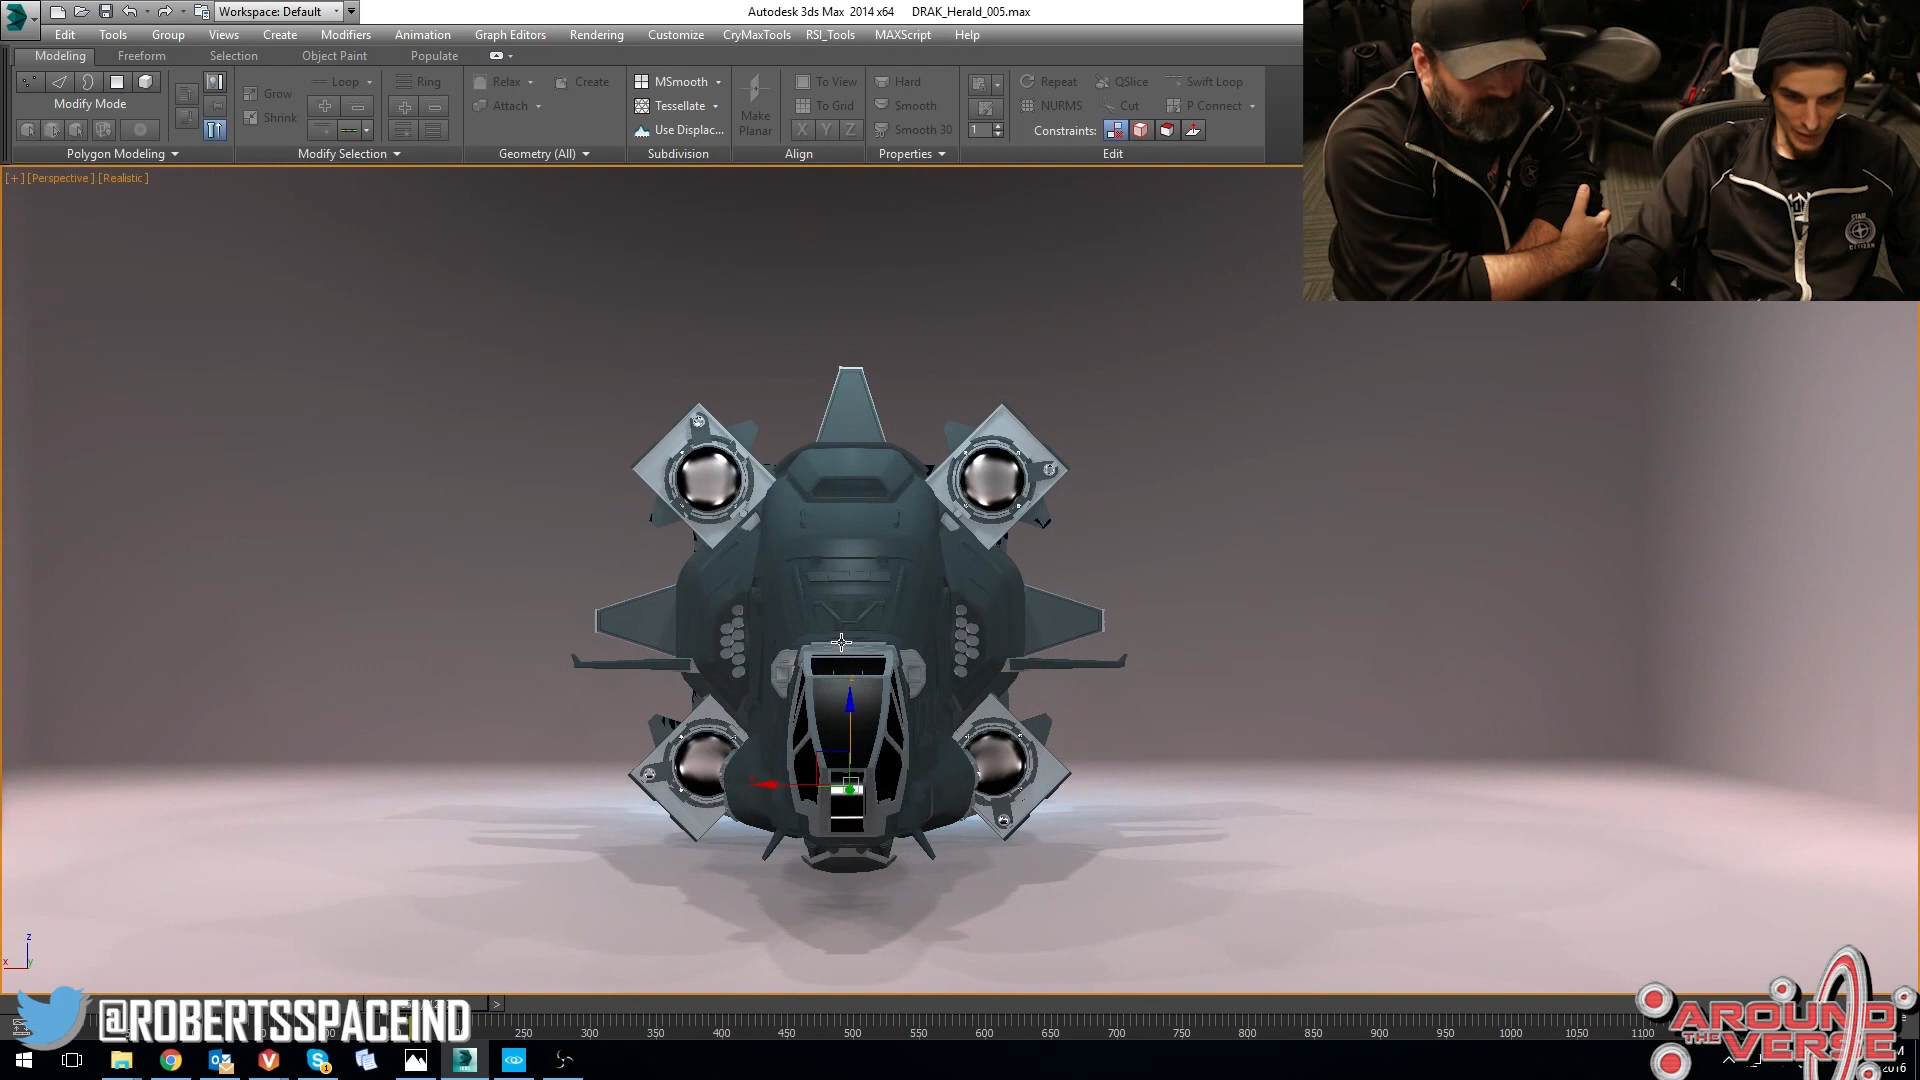 Workspace: Default
Autodesk 3ds Max 2014 x64 DRAK_Herald_005.max
Edit Tools Group Views Create Modifiers Animation Graph Editors Rendering Customize CryMaxTools RSI_Tools MAXScript Help
Modeling Freeform Selection Object Paint Populate
Loop Ring Relax Create MSmooth To View Hard Repeat QSlice Swift Loop
Modify Mode Grow Attach Tessellate To Grid Smooth NURMS Cut P Connect
Shrink Use Displac... Make Planar X Y Z Smooth 30 1 Constraints:
Polygon Modeling Modify Selection Geometry (All) Subdivision Align Properties Edit
[+] [Perspective] [Realistic]
STAR
CITIZEN
z
x y
@ROBERTSSPACEIND
250 300 350 400 450 500 550 600 650 700 750 800 850 900 950 1000 1050 1100
AROUND
THE VERSE